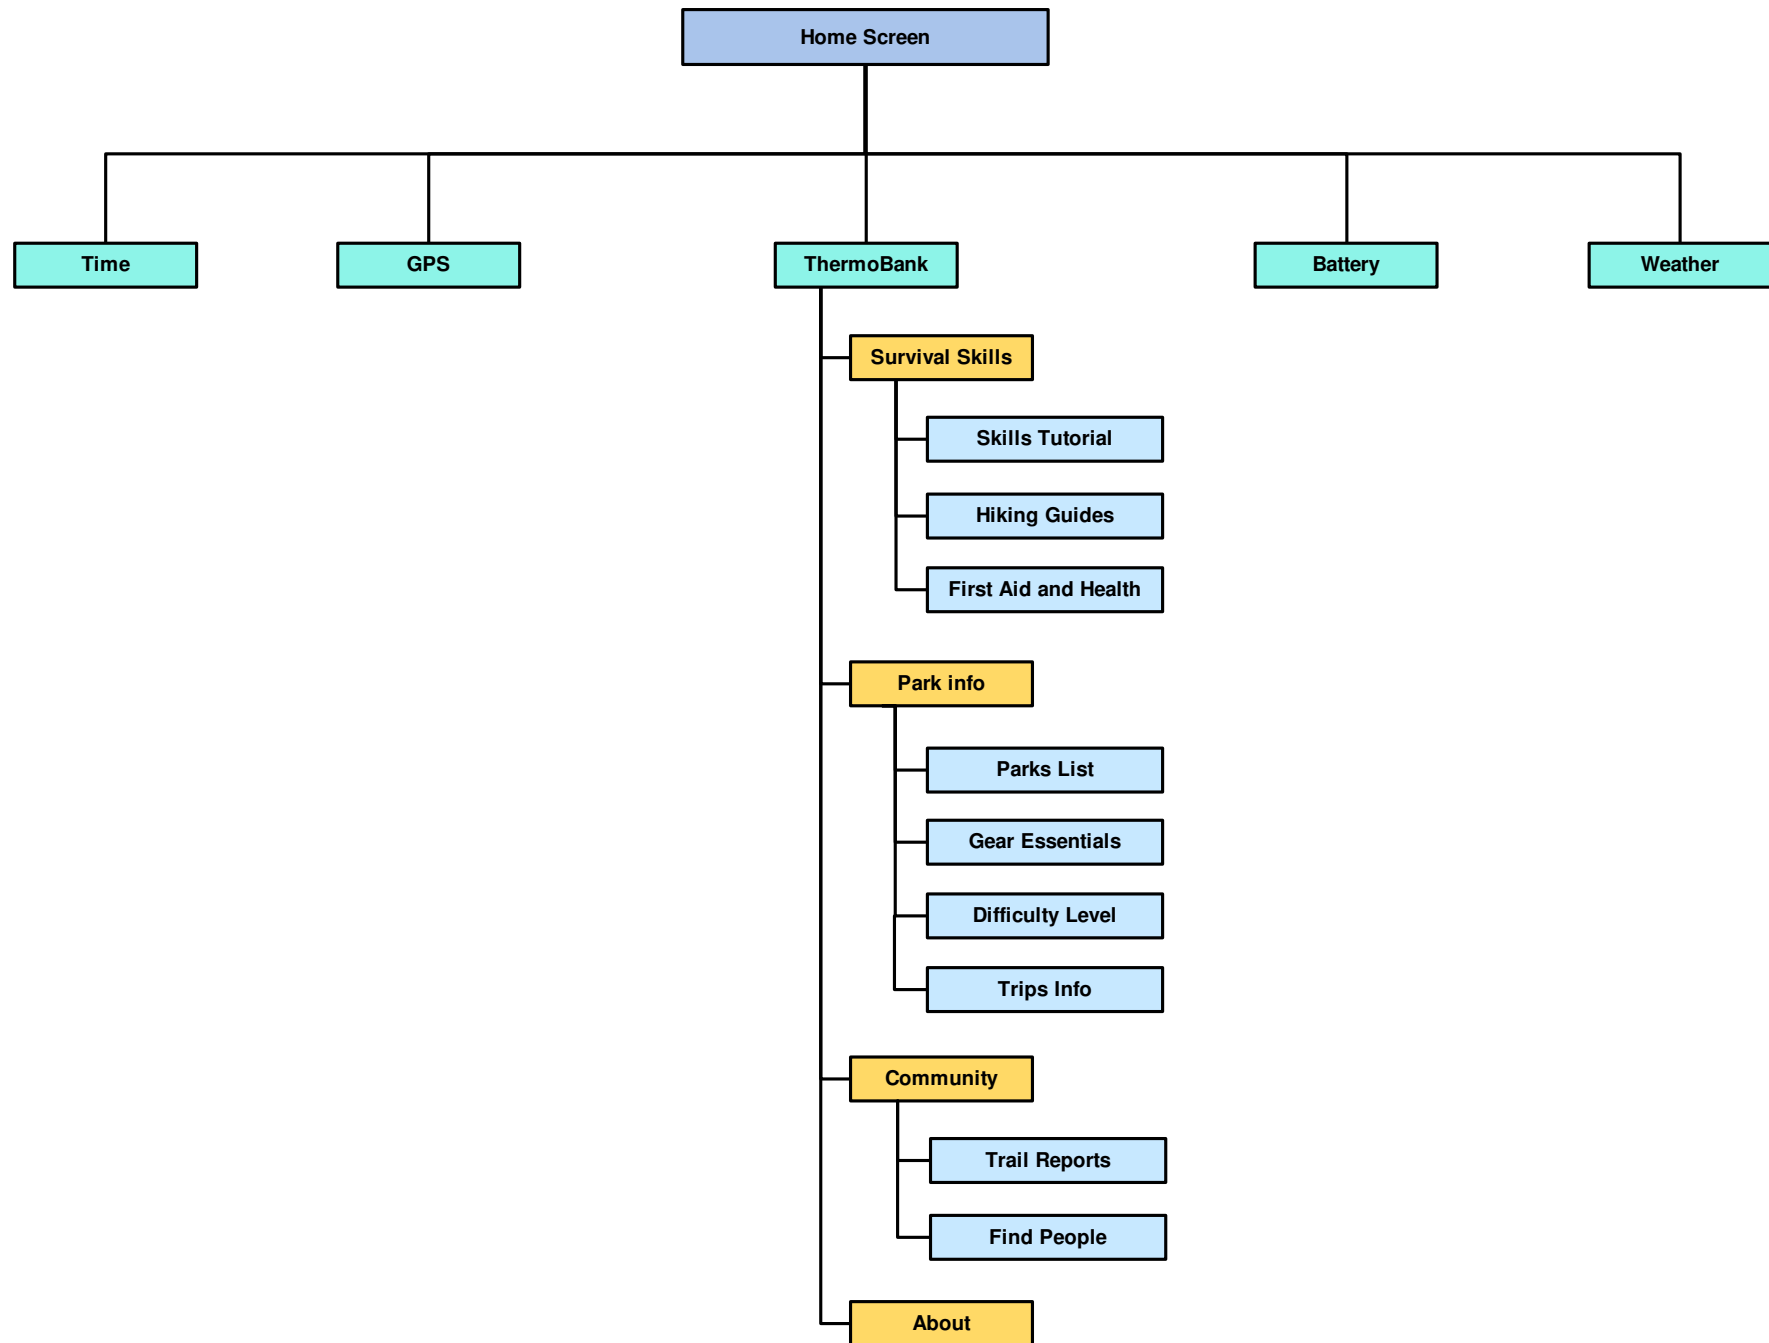 Home Screen
Time
GPS
ThermoBank
Battery
Weather
Survival Skills
Skills Tutorial
Hiking Guides
First Aid and Health
Park info
Parks List
Gear Essentials
Difficulty Level
Trips Info
Community
Trail Reports
Find People
About